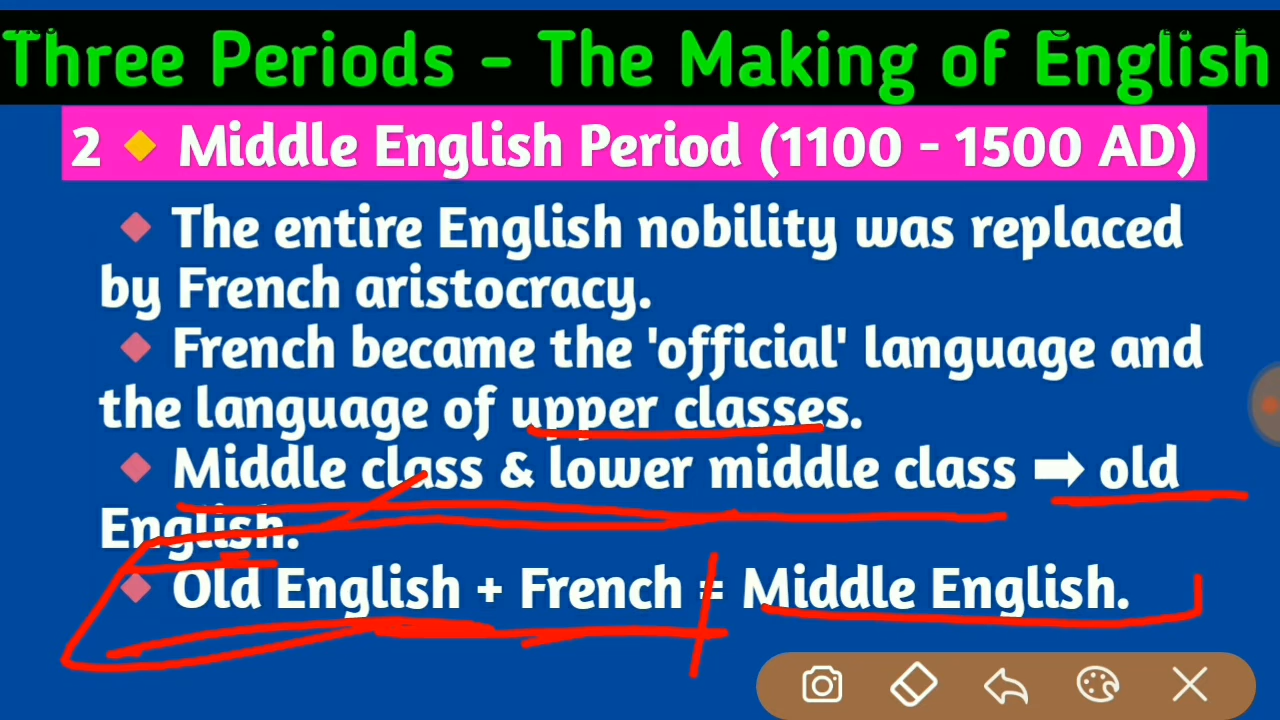 Three Periods - The Making of English
2 🔸 Middle English Period (1100 - 1500 AD)
The entire English nobility was replaced
by French aristocracy.
French became the 'official' language and
the language of upper classes.
Middle class & lower middle class ➡ old
English.
Old English + French = Middle English.